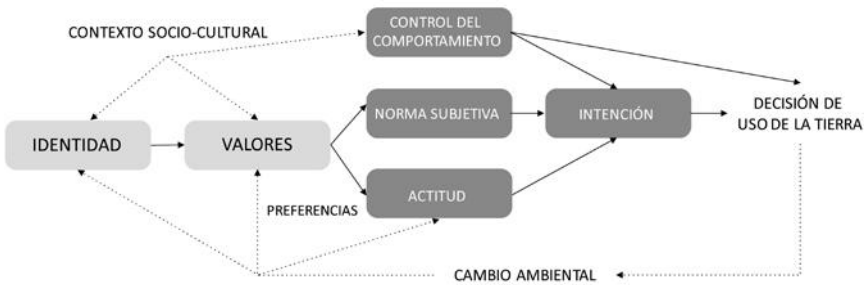 CONTEXTO SOCIO-CULTURAL
CONTROL DEL
COMPORTAMIENTO
IDENTIDAD
VALORES
NORMA SUBJETIVA
INTENCIÓN
DECISIÓN DE
USO DE LA TIERRA
ACTITUD
PREFERENCIAS
CAMBIO AMBIENTAL